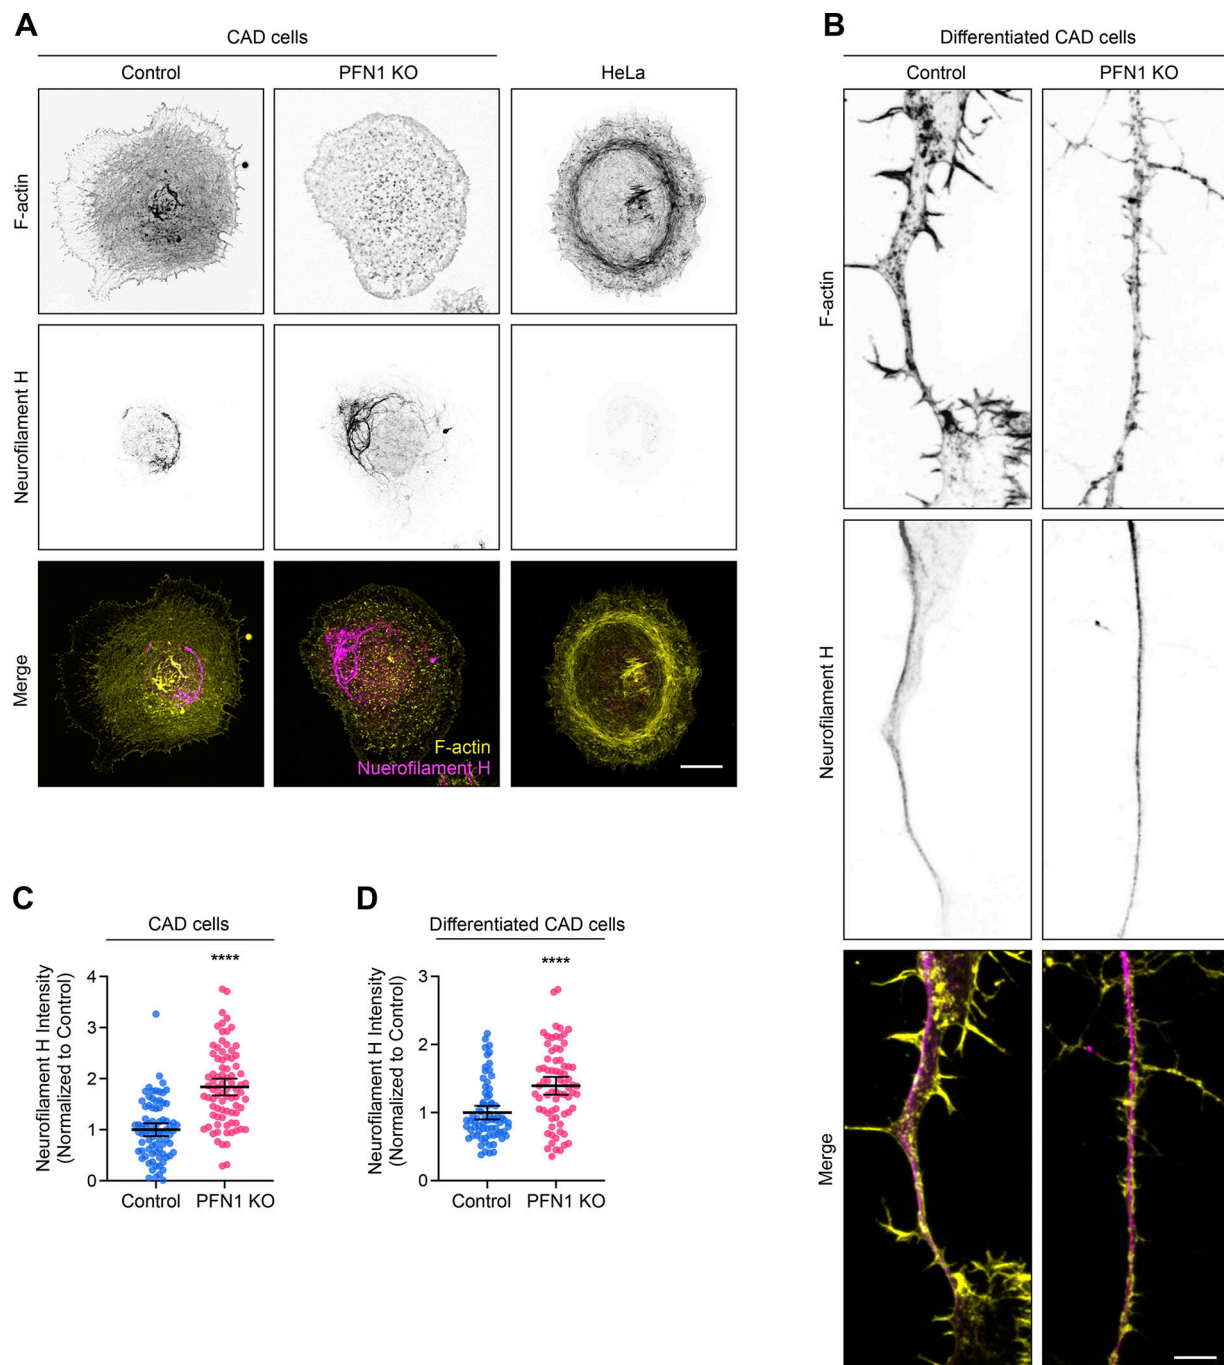 A
CAD cells
Control
PFN1 KO
HeLa
F-actin
Neurofilament H
Merge
F-actin
Nuerofilament H
B
Differentiated CAD cells
Control
PFN1 KO
F-actin
Neurofilament H
Merge
C
CAD cells
****
Neurofilament H Intensity
(Normalized to Control)
4
3
2
1
0
Control
PFN1 KO
D
Differentiated CAD cells
****
Neurofilament H Intensity
(Normalized to Control)
3
2
1
0
Control
PFN1 KO